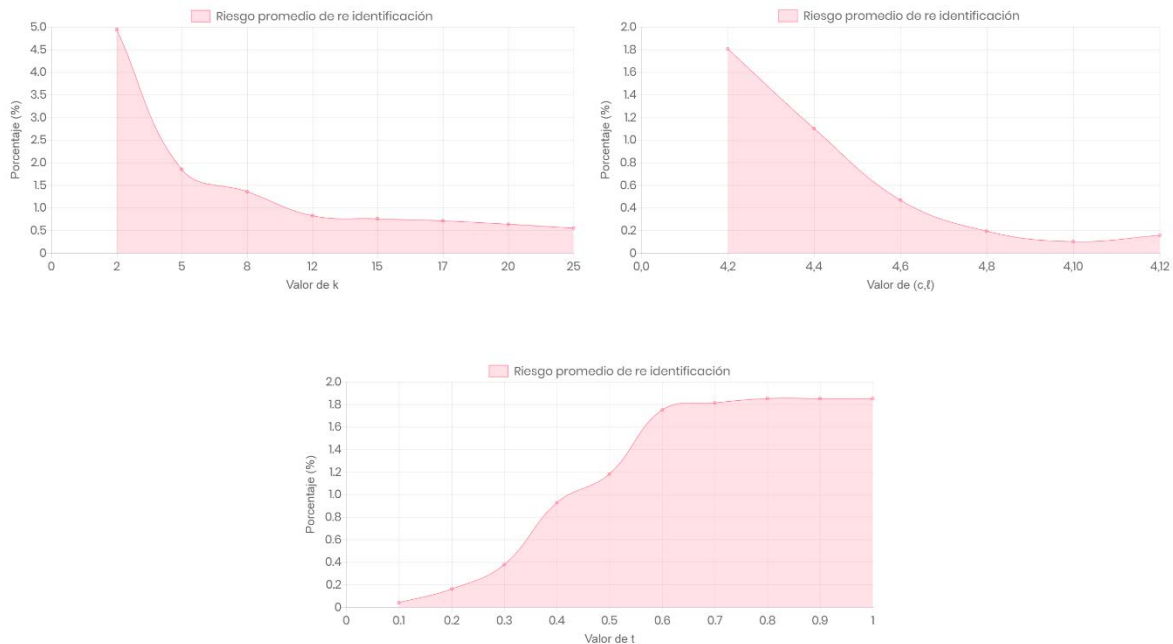 Riesgo promedio de re identificación
5.0
4.5
4.0
3.5
3.0
2.5
2.0
1.5
1.0
0.5
0
Porcentaje (%)
0 2 5 8 12 15 17 20 25
Valor de k
Riesgo promedio de re identificación
2.0
1.8
1.6
1.4
1.2
1.0
0.8
0.6
0.4
0.2
0
Porcentaje (%)
0,0 4,2 4,4 4,6 4,8 4,10 4,12
Valor de (c,ℓ)
Riesgo promedio de re identificación
2.0
1.8
1.6
1.4
1.2
1.0
0.8
0.6
0.4
0.2
0
Porcentaje (%)
0 0.1 0.2 0.3 0.4 0.5 0.6 0.7 0.8 0.9 1
Valor de t